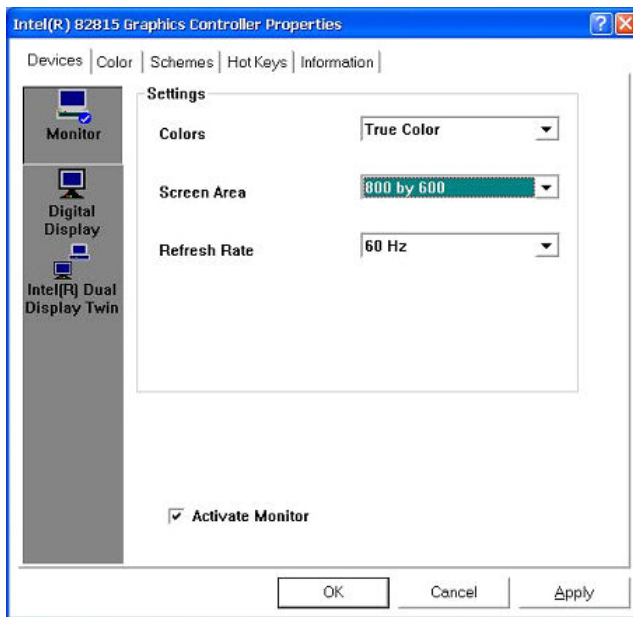 Intel(R) 82815 Graphics Controller Properties
Devices Color Schemes Hot Keys Information
Settings
Monitor
Colors True Color
Screen Area 800 by 600
Digital
Display
Refresh Rate 60 Hz
Intel(R) Dual
Display Twin
Activate Monitor
OK Cancel Apply